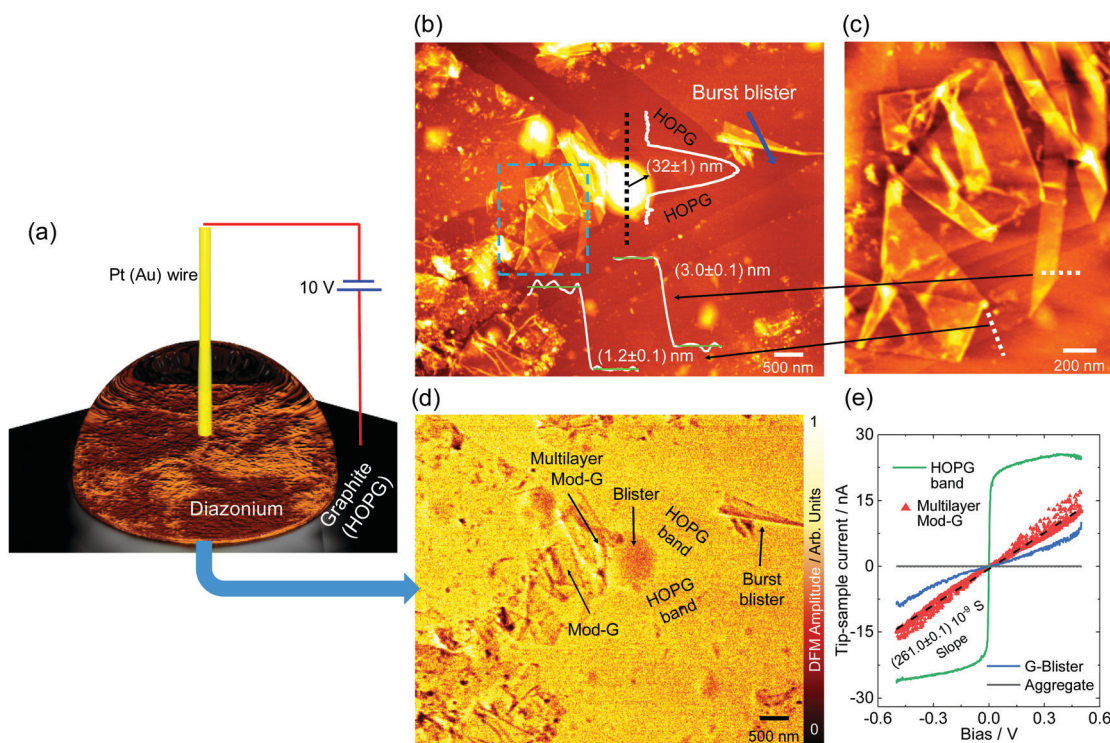 (a)
Pt (Au) wire
10 V
Diazonium
Graphite
(HOPG)
(b)
Burst blister
HOPG
(32±1) nm
HOPG
(3.0±0.1) nm
(1.2±0.1) nm
500 nm
(c)
200 nm
(d)
Multilayer
Mod-G
Blister
HOPG
band
HOPG
band
Mod-G
Burst
blister
500 nm
1
DFM Amplitude / Arb. Units
0
(e)
30
15
0
-15
-30
Tip-sample current / nA
HOPG
band
Multilayer
Mod-G
(261.0±0.1) 10⁻⁹ S
Slope
G-Blister
Aggregate
-0.6
-0.3
0.0
0.3
0.6
Bias / V